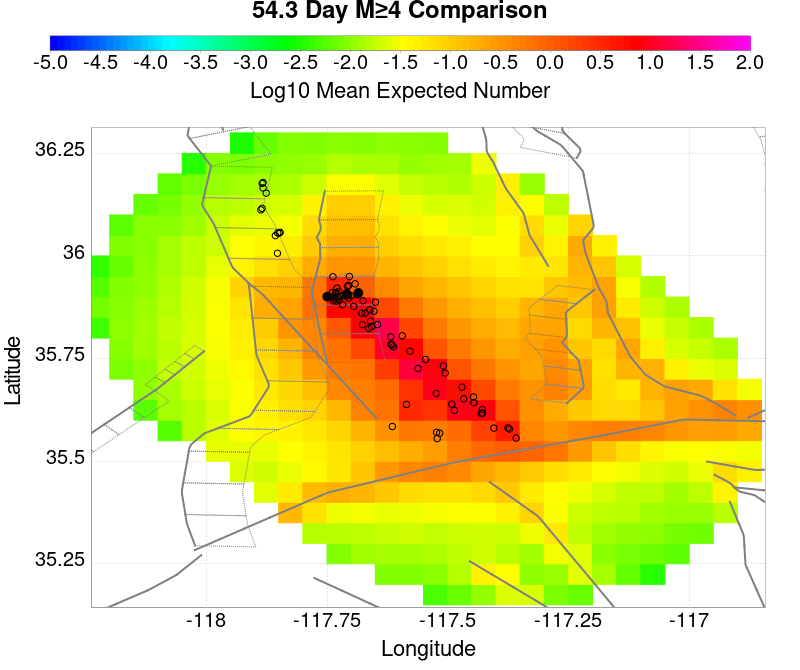 54.3 Day M≥4 Comparison
-5.0 -4.5 -4.0 -3.5 -3.0 -2.5 -2.0 -1.5 -1.0 -0.5 0.0 0.5 1.0 1.5 2.0
Log10 Mean Expected Number
36.25
36
35.75
35.5
35.25
Latitude
-118 -117.75 -117.5 -117.25 -117
Longitude